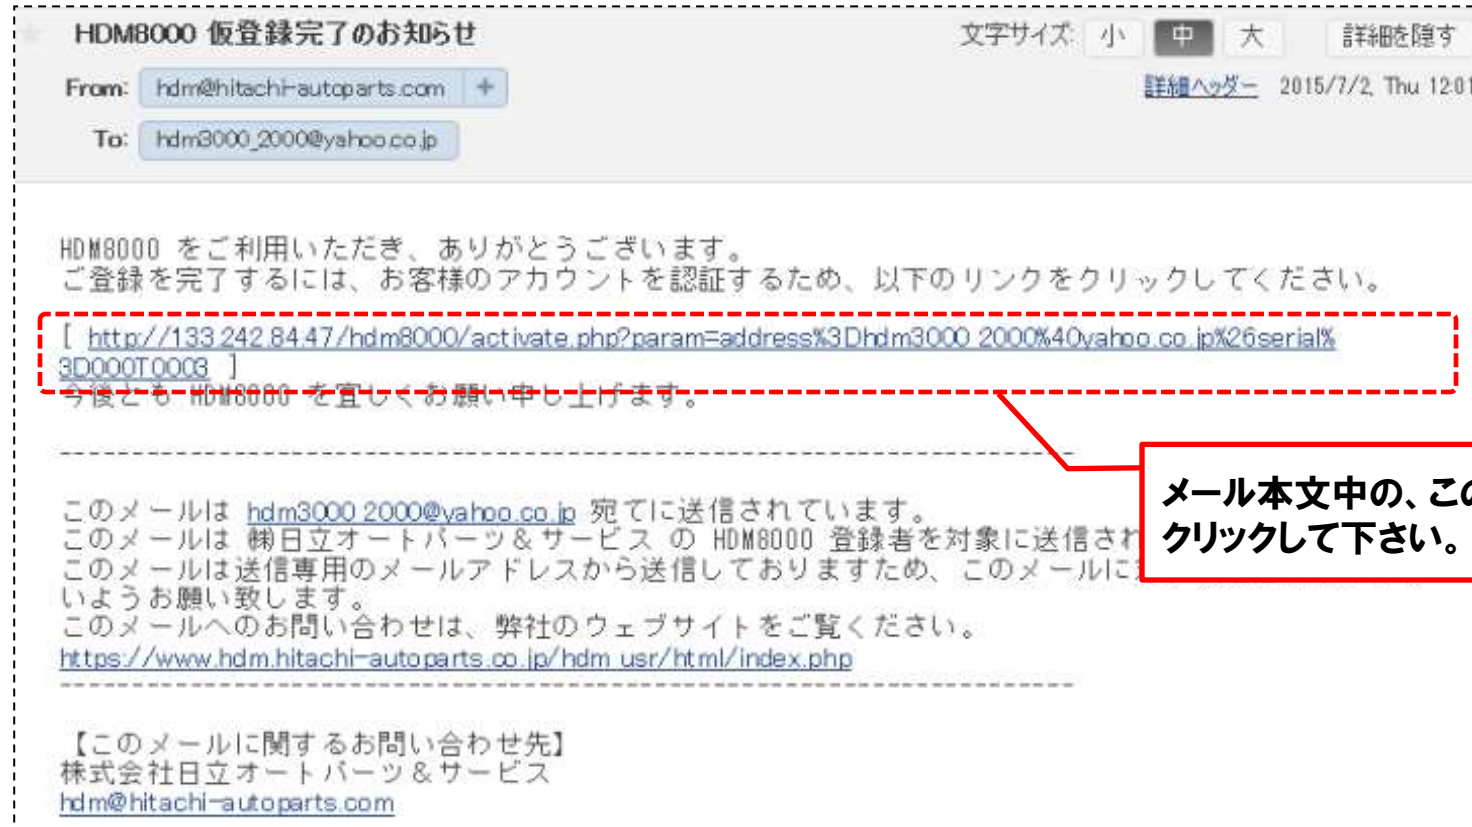 HDM8000 仮登録完了のお知らせ
文字サイズ: 小 中 大 詳細を隠す
From: hdm@hitachi-autoparts.com +
詳細ヘッダー 2015/7/2, Thu 12:01
To: hdm3000_2000@yahoo.co.jp
HDM8000 をご利用いただき、ありがとうございます。
ご登録を完了するには、お客様のアカウントを認証するため、以下のリンクをクリックしてください。
[ http://133.242.84.47/hdm8000/activate.php?param=address%3Dhdm3000_2000%40yahoo.co.jp%26serial%
3D000T0003 ]
今後とも HDM8000 を宜しくお願い申し上げます。
------------------------------------------------------------------------
メール本文中の、この
クリックして下さい。
このメールは hdm3000_2000@yahoo.co.jp 宛てに送信されています。
このメールは ㈱日立オートパーツ＆サービス の HDM8000 登録者を対象に送信され
このメールは送信専用のメールアドレスから送信しておりますため、このメールに
いようお願い致します。
このメールへのお問い合わせは、弊社のウェブサイトをご覧ください。
https://www.hdm.hitachi-autoparts.co.jp/hdm_usr/html/index.php
------------------------------------------------------------------------
【このメールに関するお問い合わせ先】
株式会社日立オートパーツ＆サービス
hdm@hitachi-autoparts.com